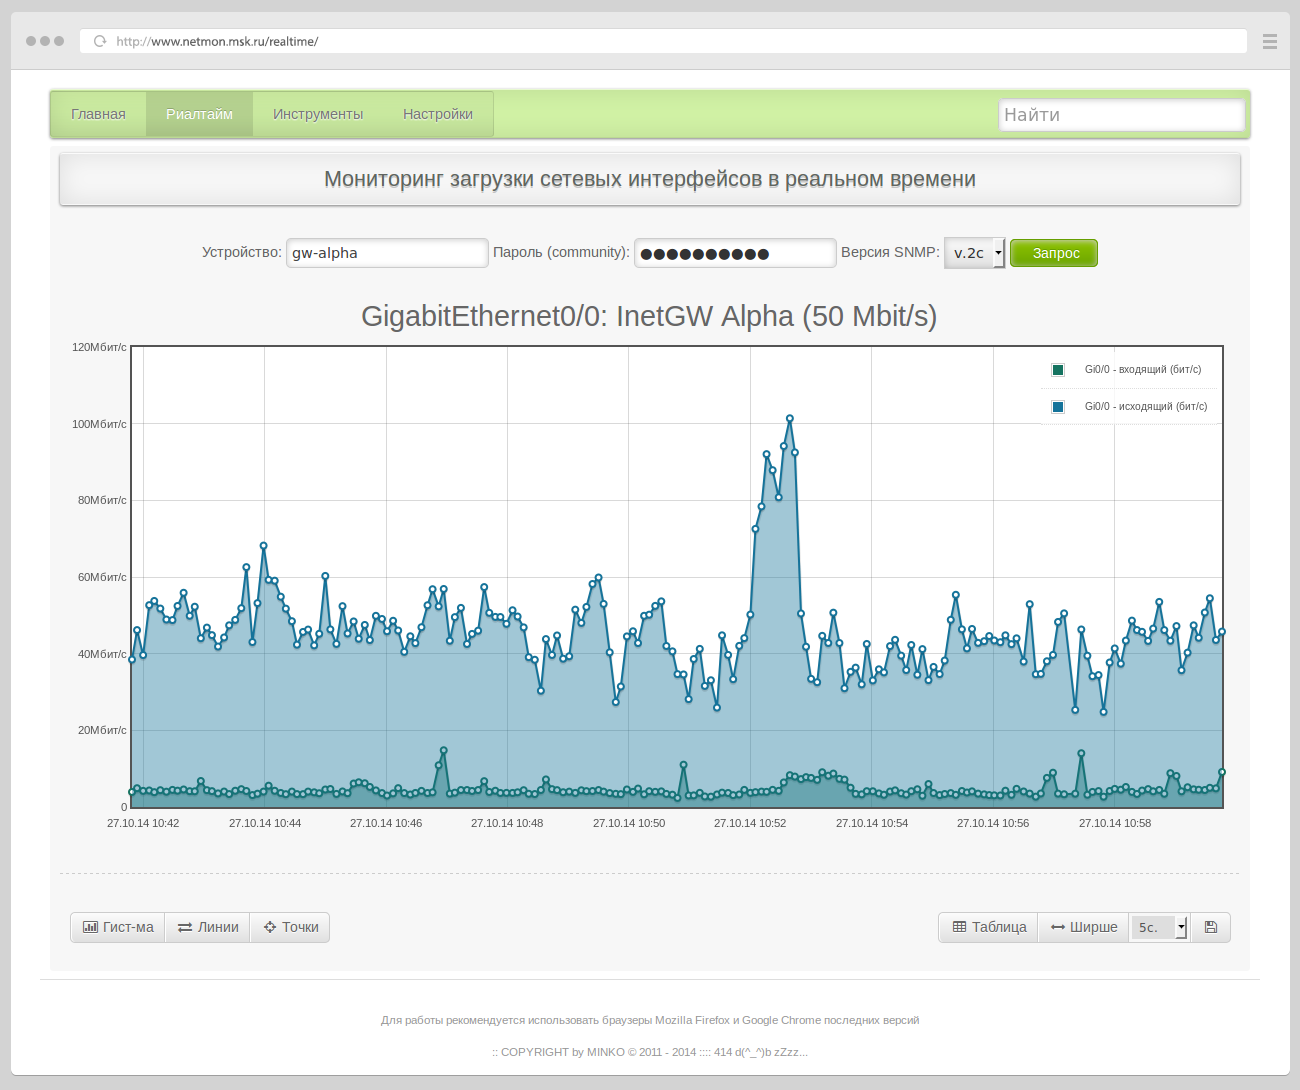 http://www.netmon.msk.ru/realtime/
Главная Риалтайм Инструменты Настройки Найти
Мониторинг загрузки сетевых интерфейсов в реальном времени
Устройство: gw-alpha Пароль (community): ●●●●●●●●●● Версия SNMP: v.2c Запрос
GigabitEthernet0/0: InetGW Alpha (50 Mbit/s)
120Мбит/с
Gi0/0 - входящий (бит/с)
Gi0/0 - исходящий (бит/с)
100Мбит/с
80Мбит/с
60Мбит/с
40Мбит/с
20Мбит/с
0
27.10.14 10:42 27.10.14 10:44 27.10.14 10:46 27.10.14 10:48 27.10.14 10:50 27.10.14 10:52 27.10.14 10:54 27.10.14 10:56 27.10.14 10:58
Гист-ма Линии Точки Таблица Ширше 5с.
Для работы рекомендуется использовать браузеры Mozilla Firefox и Google Chrome последних версий
:: COPYRIGHT by MINKO © 2011 - 2014 :::: 414 d(^_^)b zZzz...